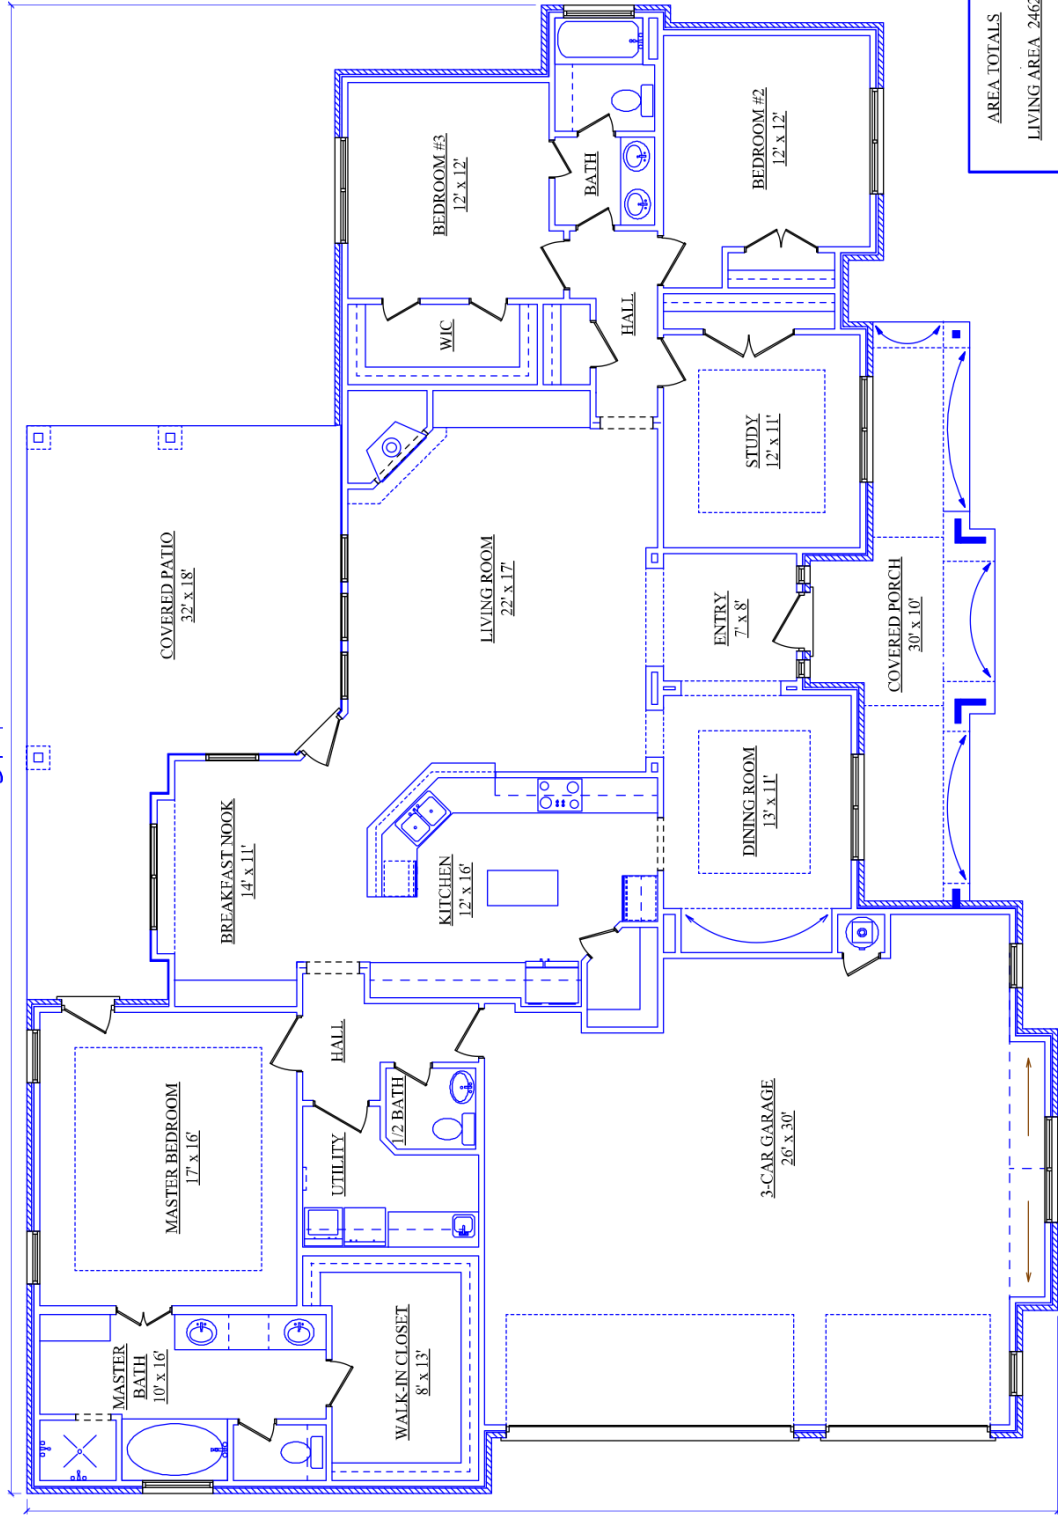 COVERED PATIO
32' x 18'
BEDROOM #3
12' x 12'
BATH
BEDROOM #2
12' x 12'
WIC
HALL
STUDY
12' x 11'
LIVING ROOM
22' x 17'
ENTRY
7' x 8'
COVERED PORCH
30' x 10'
BREAKFAST NOOK
14' x 11'
KITCHEN
12' x 16'
DINING ROOM
13' x 11'
MASTER BEDROOM
17' x 16'
HALL
1/2 BATH
UTILITY
3-CAR GARAGE
26' x 30'
MASTER
BATH
10' x 16'
WALK-IN CLOSET
8' x 13'
AREA TOTALS
LIVING AREA 2462